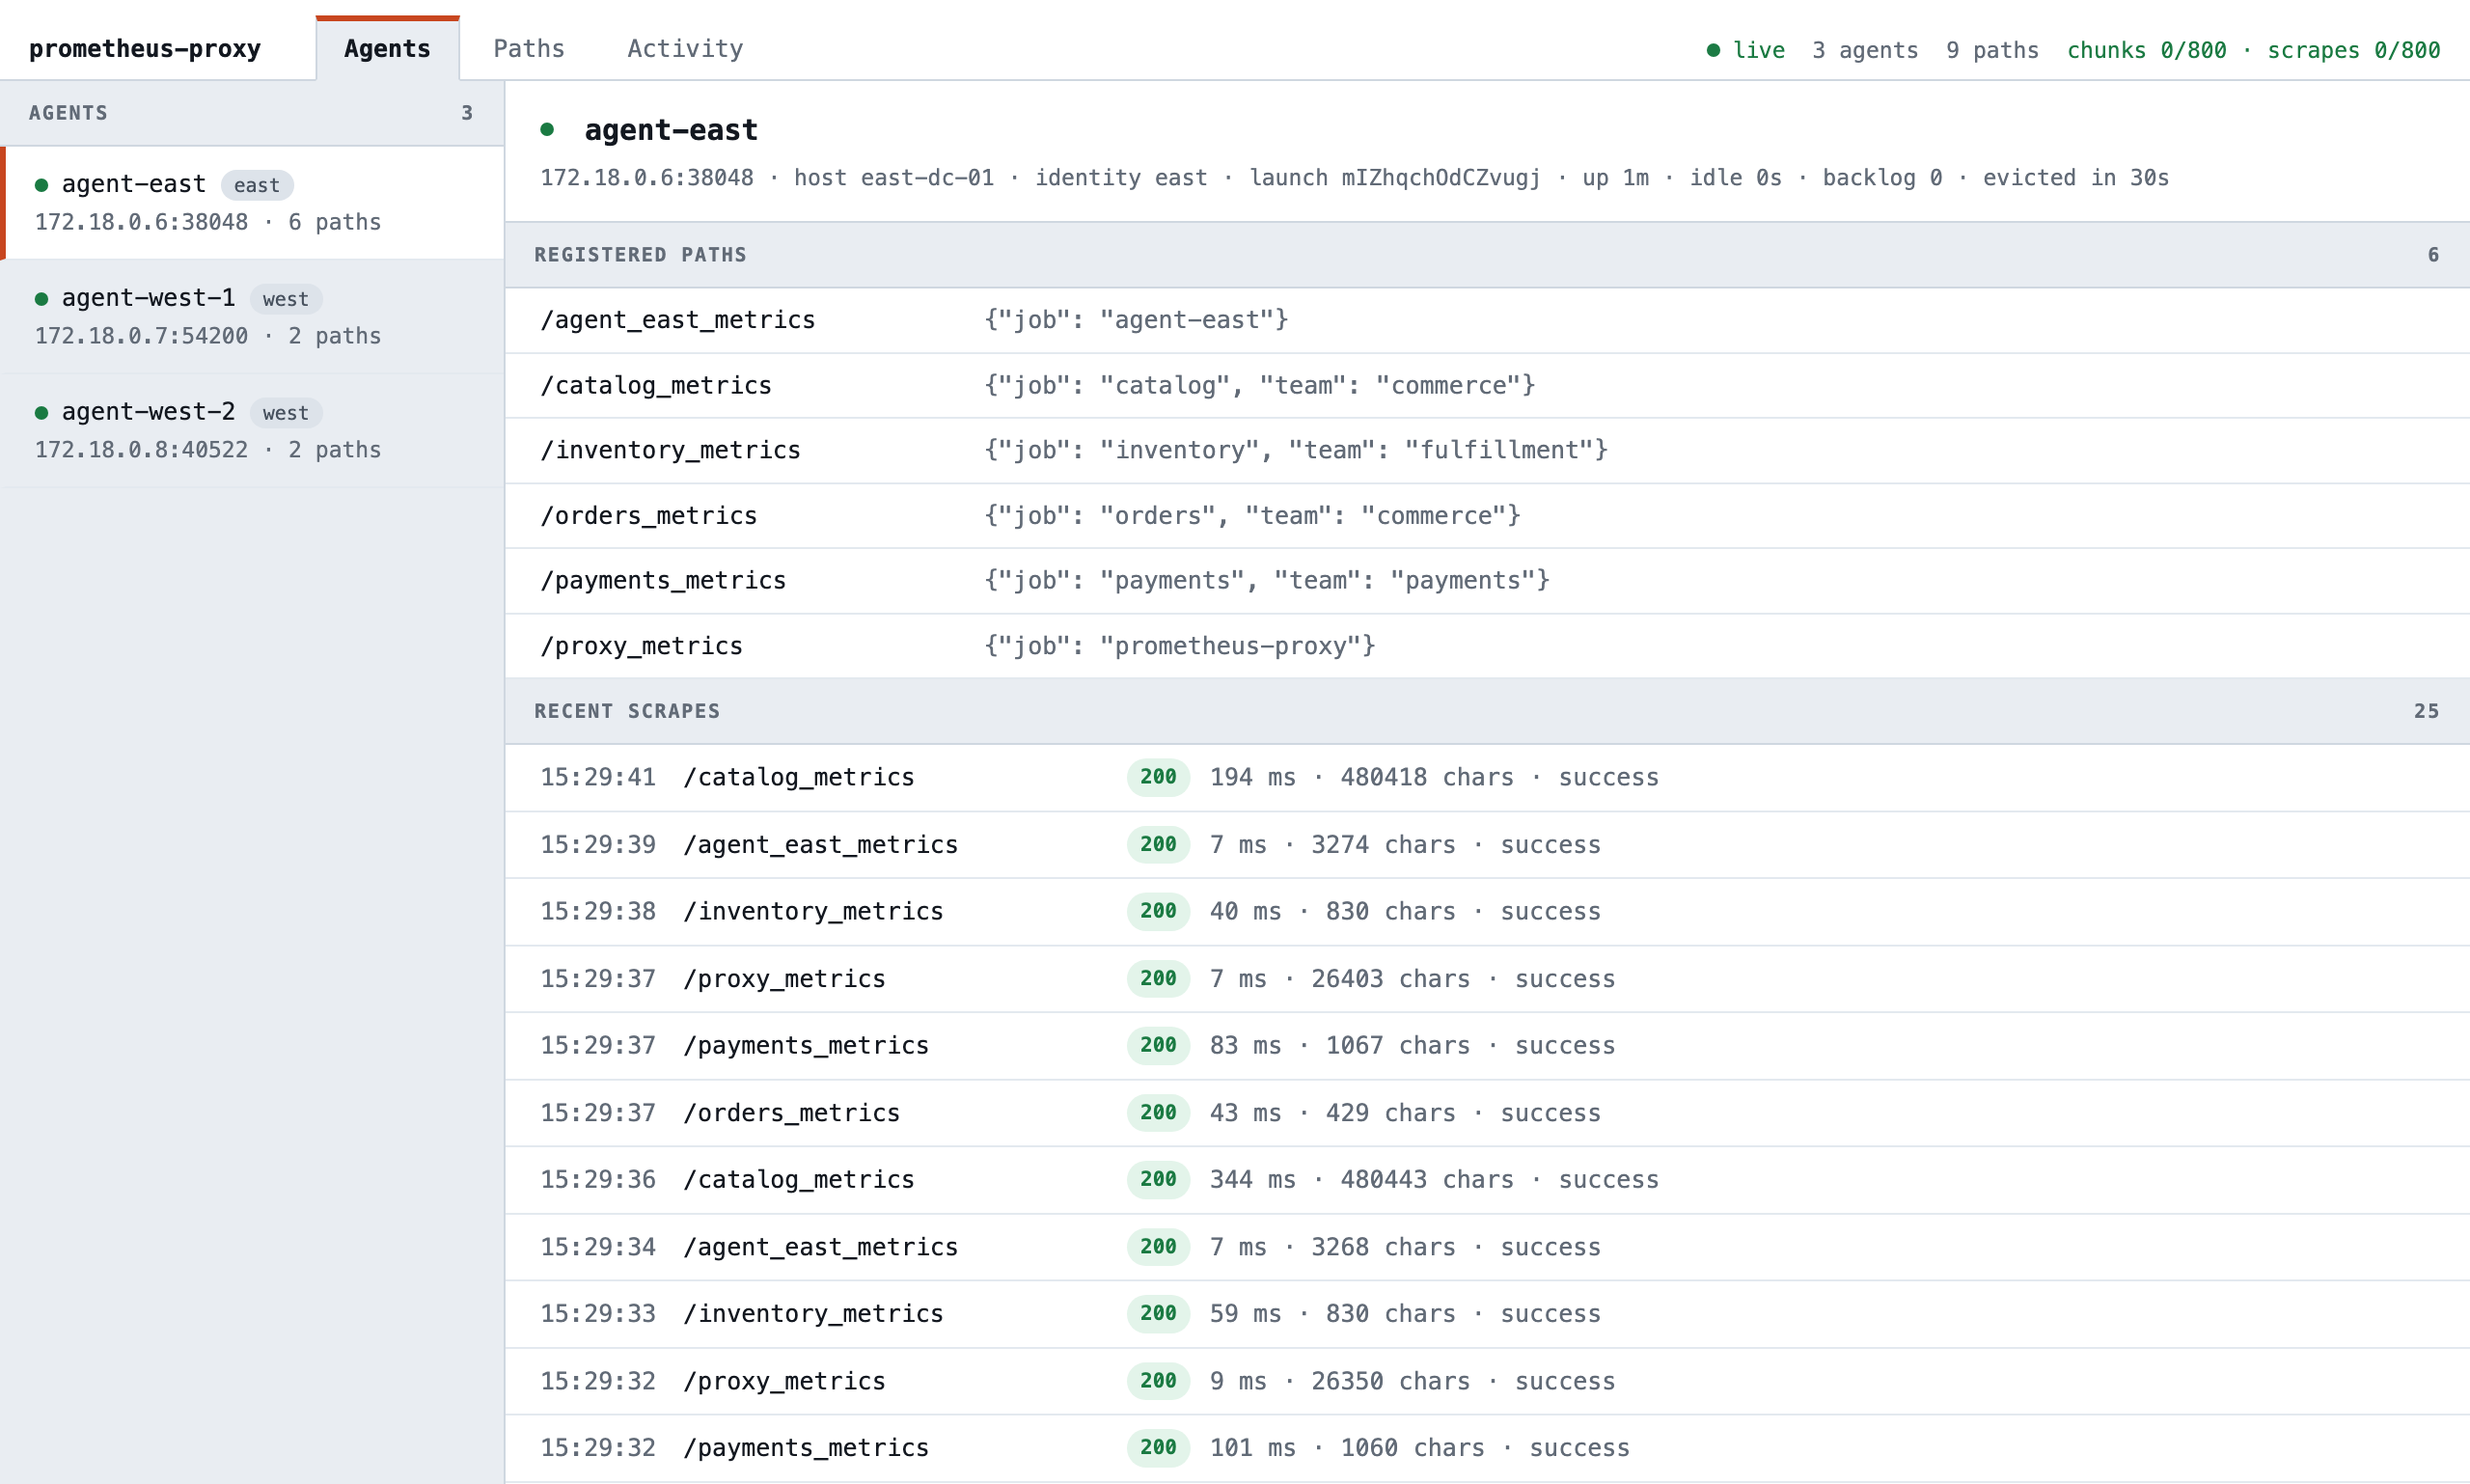 prometheus-proxy Agents Paths Activity ● live 3 agents 9 paths chunks 0/800 · scrapes 0/800
AGENTS 3
agent-east east
172.18.0.6:38048 · 6 paths
agent-west-1 west
172.18.0.7:54200 · 2 paths
agent-west-2 west
172.18.0.8:40522 · 2 paths
agent-east
172.18.0.6:38048 · host east-dc-01 · identity east · launch mIZhqchOdCZvugj · up 1m · idle 0s · backlog 0 · evicted in 30s
REGISTERED PATHS 6
/agent_east_metrics {"job": "agent-east"}
/catalog_metrics {"job": "catalog", "team": "commerce"}
/inventory_metrics {"job": "inventory", "team": "fulfillment"}
/orders_metrics {"job": "orders", "team": "commerce"}
/payments_metrics {"job": "payments", "team": "payments"}
/proxy_metrics {"job": "prometheus-proxy"}
RECENT SCRAPES 25
15:29:41 /catalog_metrics 200 194 ms · 480418 chars · success
15:29:39 /agent_east_metrics 200 7 ms · 3274 chars · success
15:29:38 /inventory_metrics 200 40 ms · 830 chars · success
15:29:37 /proxy_metrics 200 7 ms · 26403 chars · success
15:29:37 /payments_metrics 200 83 ms · 1067 chars · success
15:29:37 /orders_metrics 200 43 ms · 429 chars · success
15:29:36 /catalog_metrics 200 344 ms · 480443 chars · success
15:29:34 /agent_east_metrics 200 7 ms · 3268 chars · success
15:29:33 /inventory_metrics 200 59 ms · 830 chars · success
15:29:32 /proxy_metrics 200 9 ms · 26350 chars · success
15:29:32 /payments_metrics 200 101 ms · 1060 chars · success